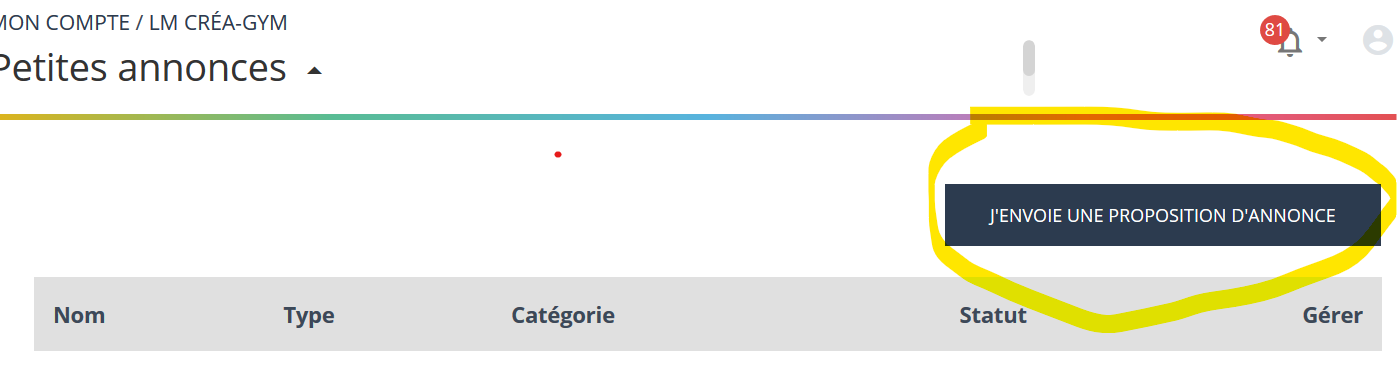 MON COMPTE / LM CRÉA-GYM
81
Petites annonces
J'ENVOIE UNE PROPOSITION D'ANNONCE
Nom Type Catégorie Statut Gérer